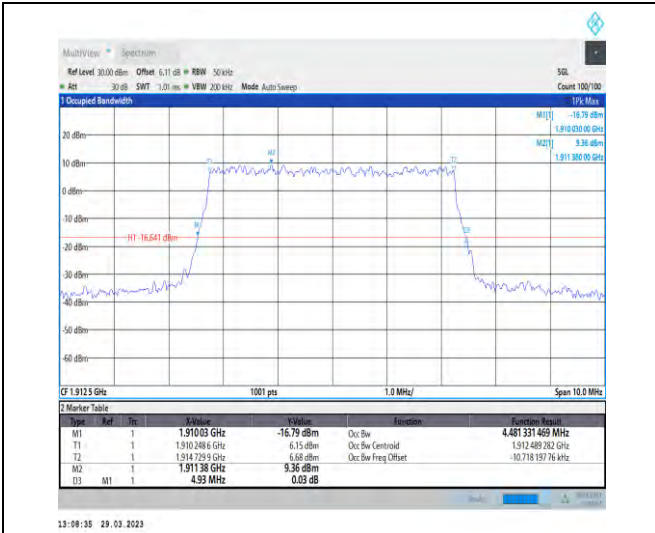 MultiView Spectrum
Ref Level 30.00 dBm Offset 6.11 dB RBW 50 kHz SGL
Att 30 dB SWT 1.01 ms VBW 200 kHz Mode Auto Sweep Count 100/100
1 Occupied Bandwidth 1Pk Max
M1[1] -16.79 dBm
1.910 030 00 GHz
M2[1] 9.36 dBm
1.911 380 00 GHz
20 dBm
10 dBm
0 dBm
-10 dBm
-20 dBm
-30 dBm
-40 dBm
-50 dBm
-60 dBm
T1
M2
T2
M1
D3
H1 -16.641 dBm
CF 1.912 5 GHz 1001 pts 1.0 MHz/ Span 10.0 MHz
2 Marker Table
Type Ref Trc X-Value Y-Value Function Function Result
M1 1 1.91003 GHz -16.79 dBm Occ Bw 4.481 331 469 MHz
T1 1 1.910 248 6 GHz 6.15 dBm Occ Bw Centroid 1.912 489 282 GHz
T2 1 1.914 729 9 GHz 6.68 dBm Occ Bw Freq Offset -10.718 197 76 kHz
M2 1 1.911 38 GHz 9.36 dBm
D3 M1 1 4.93 MHz 0.03 dB
13:08:35 29.03.2023